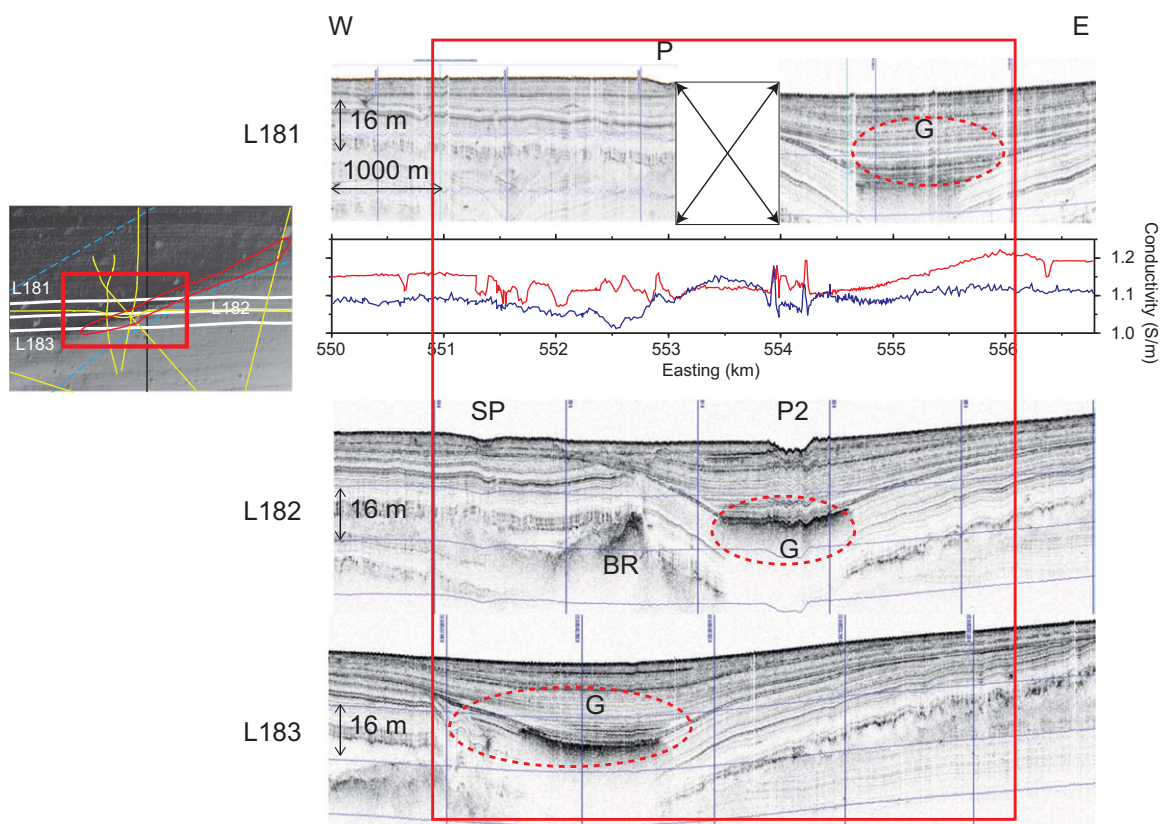 W
E
P
L181
16 m
1000 m
G
1.2
1.1
1.0
Conductivity (S/m)
550
551
552
553
554
555
556
Easting (km)
L181
L182
L183
SP
P2
L182
16 m
BR
G
L183
16 m
G